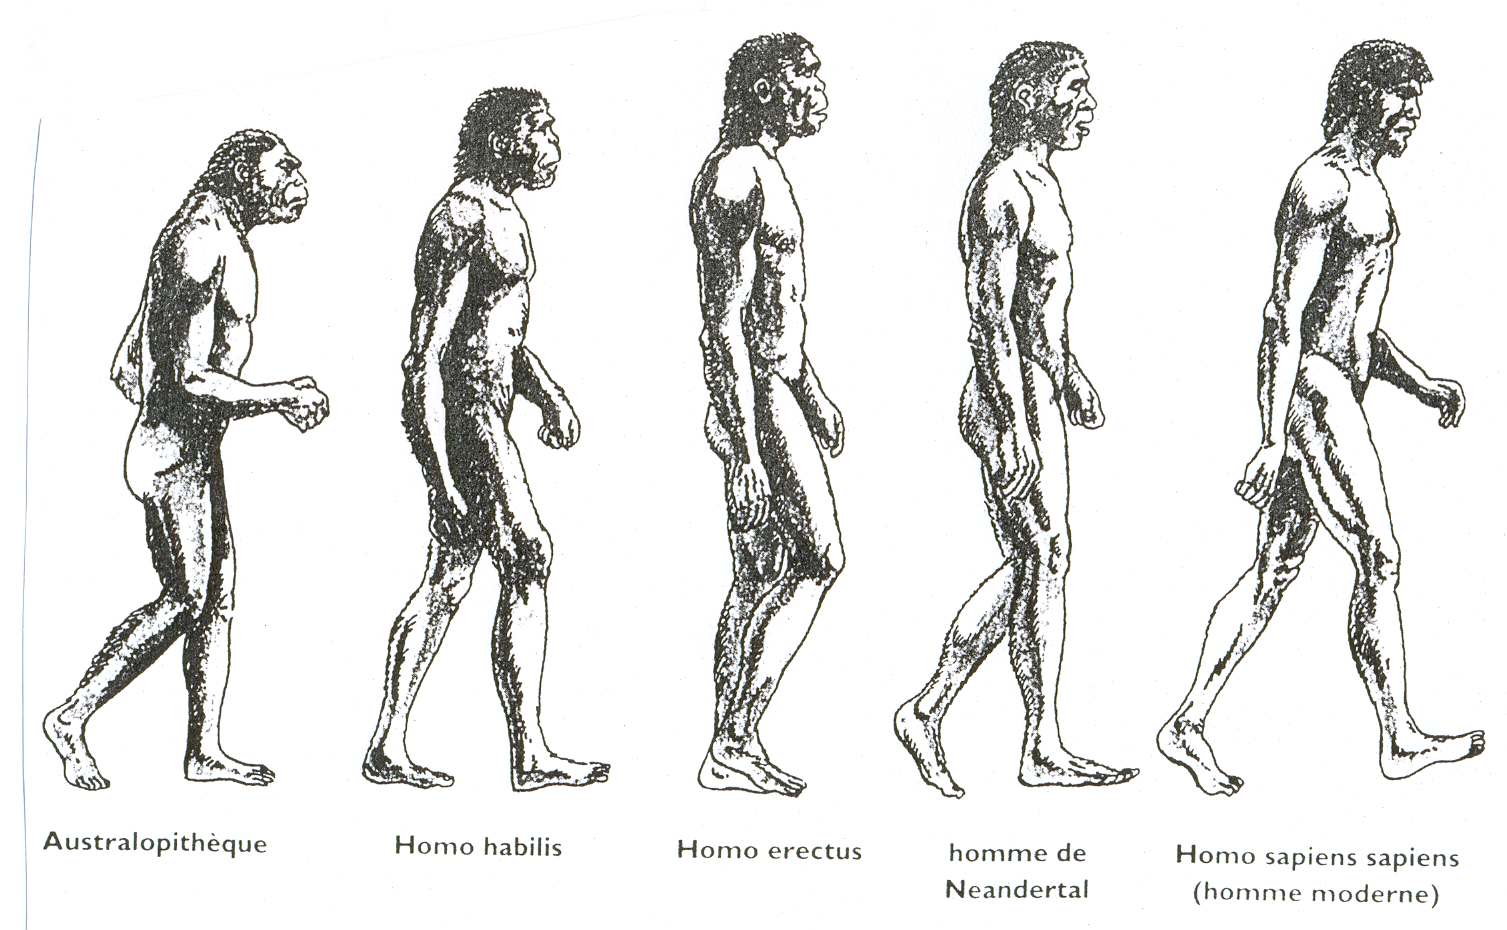 Australopithèque
Homo habilis
Homo erectus
homme de
Neandertal
Homo sapiens sapiens
(homme moderne)